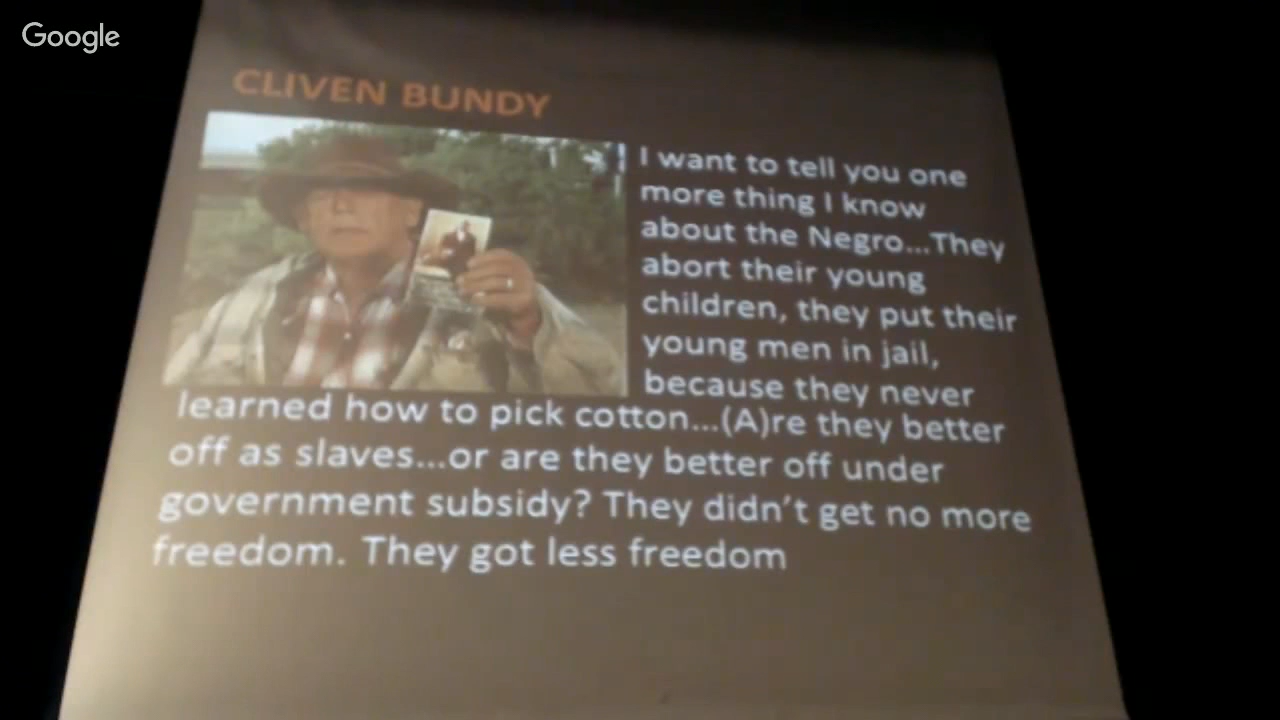 Google
CLIVEN BUNDY
I want to tell you one
more thing I know
about the Negro...They
abort their young
children, they put their
young men in jail,
because they never
learned how to pick cotton...(A)re they better
off as slaves...or are they better off under
government subsidy? They didn't get no more
freedom. They got less freedom